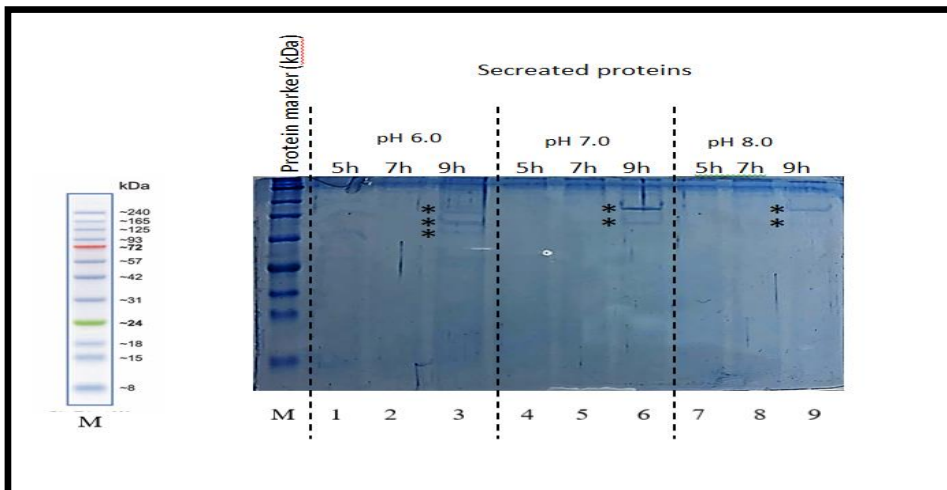 Protein marker (kDa)
Secreated proteins
pH 6.0 pH 7.0 pH 8.0
5h 7h 9h 5h 7h 9h 5h 7h 9h
kDa
~240
~165
~125
~93
~72
~57
~42
~31
~24
~18
~15
~8
M
* * *
* * *
*
M 1 2 3 4 5 6 7 8 9